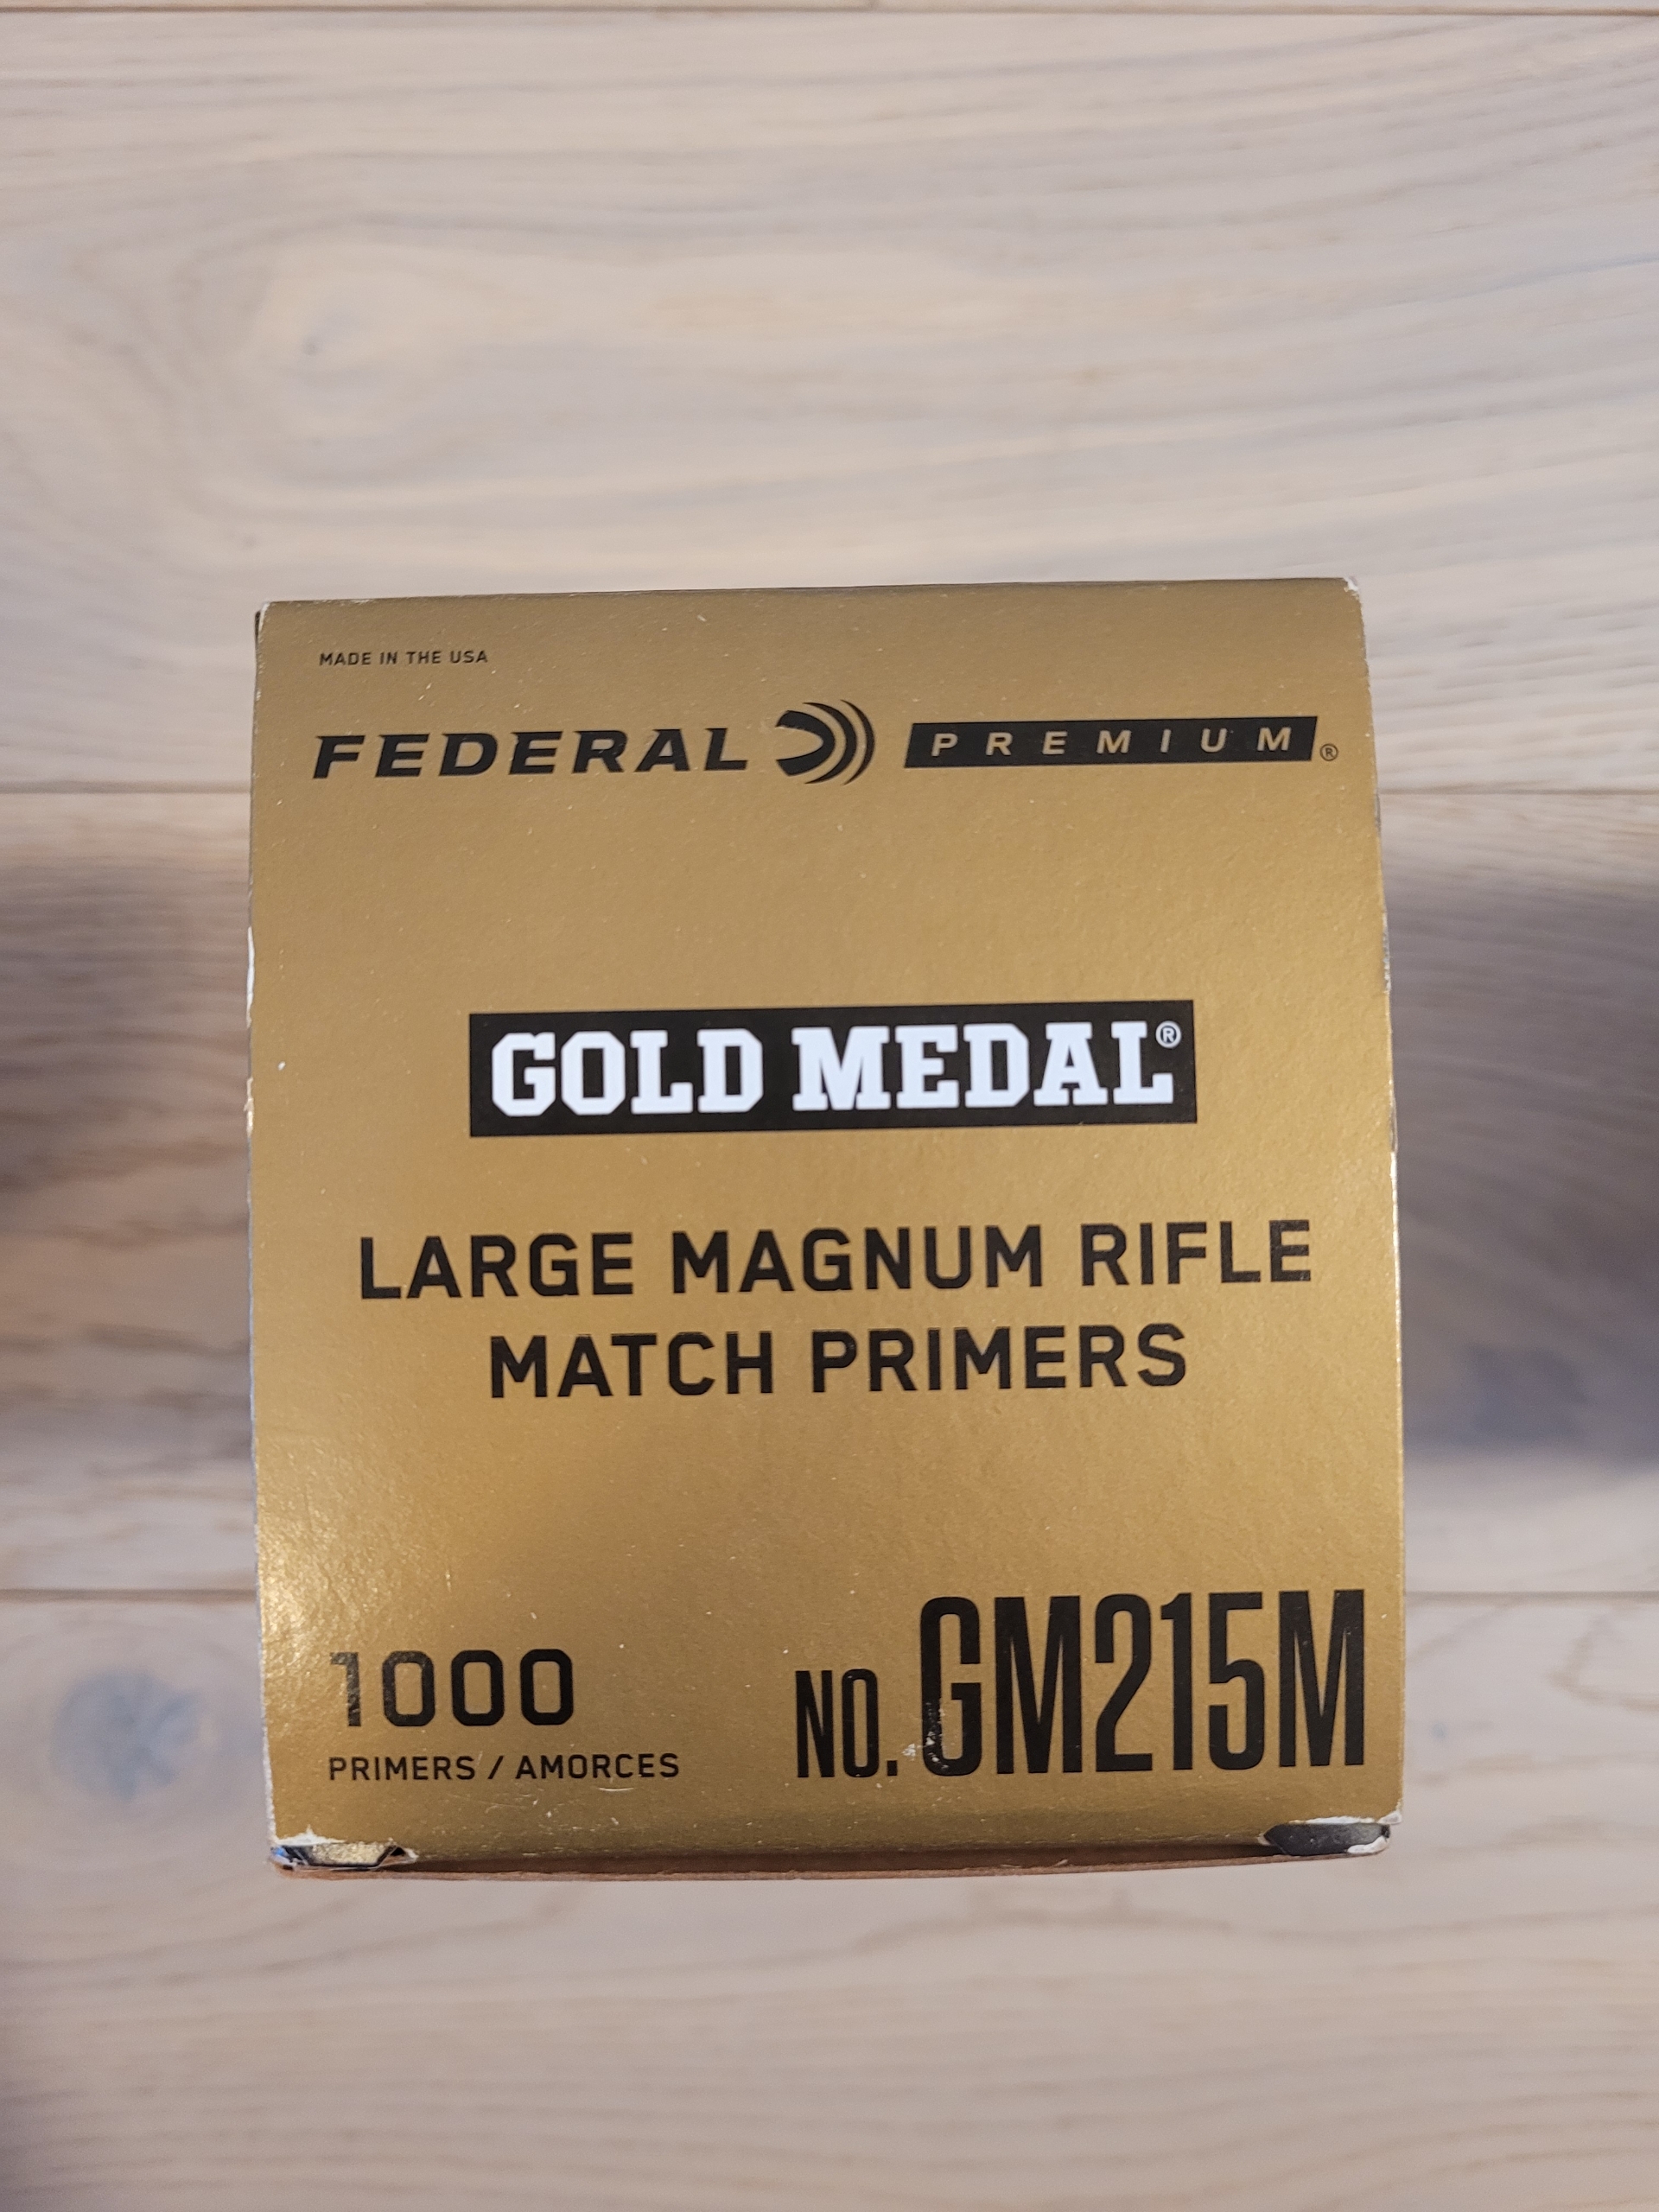 MADE IN THE USA
FEDERAL PREMIUM®
GOLD MEDAL®
LARGE MAGNUM RIFLE
MATCH PRIMERS
1000
PRIMERS / AMORCES
NO. GM215M